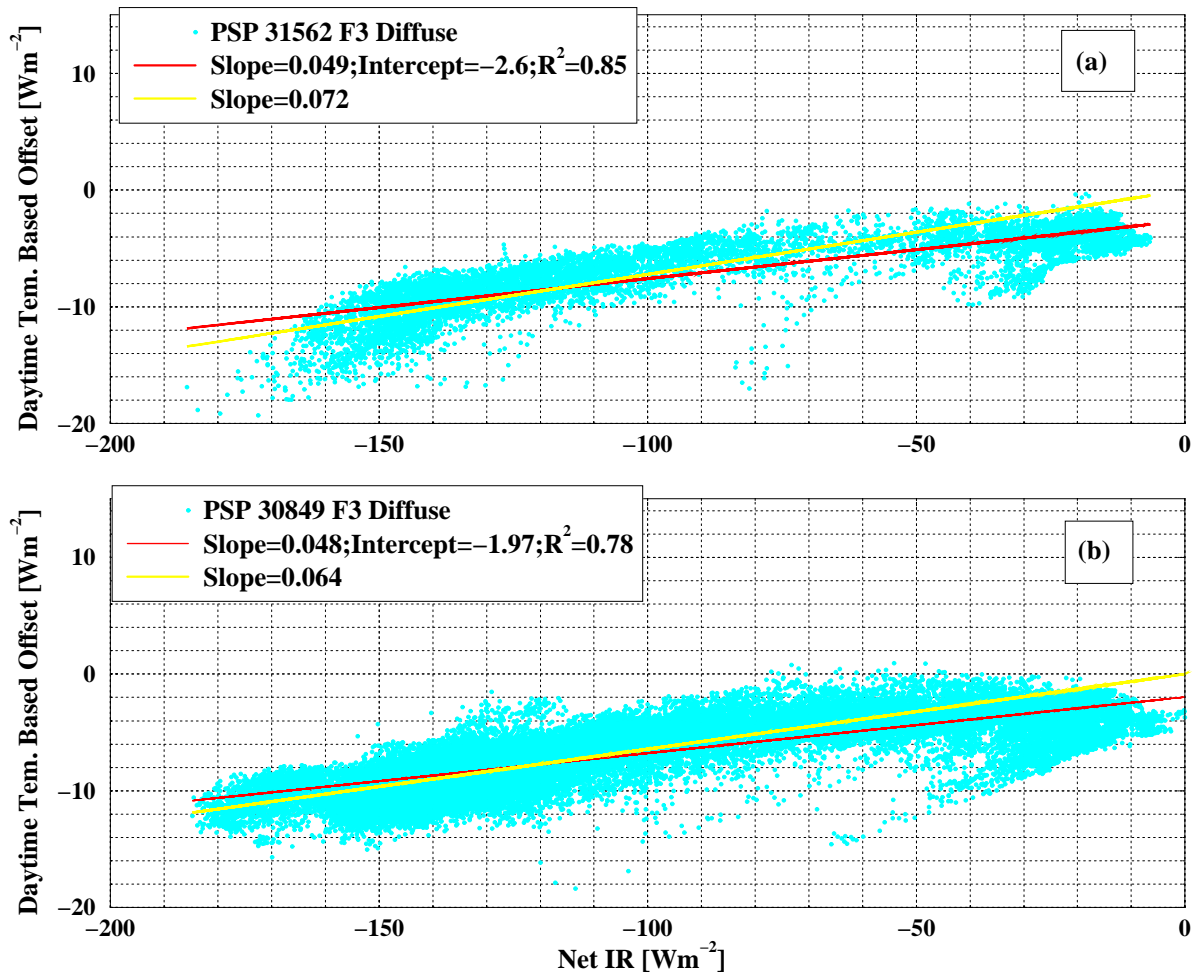 PSP 31562 F3 Diffuse
Slope=0.049;Intercept=−2.6;R²=0.85
Slope=0.072
(a)
Daytime Tem. Based Offset [Wm⁻²]
10
0
−10
−20
−200
−150
−100
−50
0
PSP 30849 F3 Diffuse
Slope=0.048;Intercept=−1.97;R²=0.78
Slope=0.064
(b)
Daytime Tem. Based Offset [Wm⁻²]
10
0
−10
−20
−200
−150
−100
−50
0
Net IR [Wm⁻²]